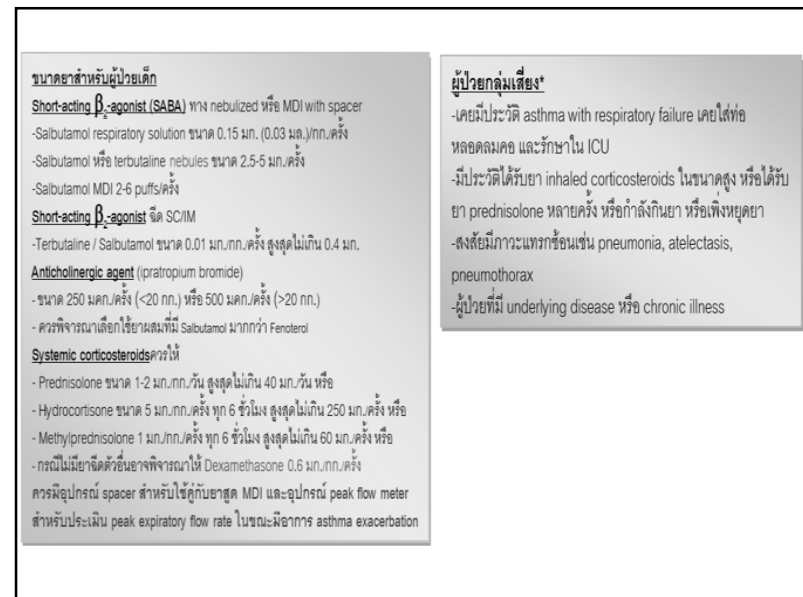 ขนาดยาสำหรับผู้ป่วยเด็ก
Short-acting β2-agonist (SABA) ทาง nebulized หรือ MDI with spacer
-Salbutamol respiratory solution ขนาด 0.15 มก. (0.03 มล.)/กก./ครั้ง
-Salbutamol หรือ terbutaline nebules ขนาด 2.5-5 มก./ครั้ง
-Salbutamol MDI 2-6 puffs/ครั้ง
Short-acting β2-agonist ฉีด SC/IM
-Terbutaline / Salbutamol ขนาด 0.01 มก./กก./ครั้ง สูงสุดไม่เกิน 0.4 มก.
Anticholinergic agent (ipratropium bromide)
- ขนาด 250 มคก./ครั้ง (<20 กก.) หรือ 500 มคก./ครั้ง (>20 กก.)
- ควรพิจารณาเลือกใช้ยาผสมที่มี Salbutamol มากกว่า Fenoterol
Systemic corticosteroidsควรให้
- Prednisolone ขนาด 1-2 มก./กก./วัน สูงสุดไม่เกิน 40 มก./วัน หรือ
- Hydrocortisone ขนาด 5 มก./กก./ครั้ง ทุก 6 ชั่วโมง สูงสุดไม่เกิน 250 มก./ครั้ง หรือ
- Methylprednisolone 1 มก./กก./ครั้ง ทุก 6 ชั่วโมง สูงสุดไม่เกิน 60 มก./ครั้ง หรือ
- กรณีไม่มียาฉีดตัวอื่นอาจพิจารณาให้ Dexamethasone 0.6 มก./กก./ครั้ง
ควรมีอุปกรณ์ spacer สำหรับใช้คู่กับยาสูด MDI และอุปกรณ์ peak flow meter
สำหรับประเมิน peak expiratory flow rate ในขณะมีอาการ asthma exacerbation
ผู้ป่วยกลุ่มเสี่ยง*
-เคยมีประวัติ asthma with respiratory failure เคยใส่ท่อ
หลอดลมคอ และรักษาใน ICU
-มีประวัติได้รับยา inhaled corticosteroids ในขนาดสูง หรือได้รับ
ยา prednisolone หลายครั้ง หรือกำลังกินยา หรือเพิ่งหยุดยา
-สงสัยมีภาวะแทรกซ้อนเช่น pneumonia, atelectasis,
pneumothorax
-ผู้ป่วยที่มี underlying disease หรือ chronic illness